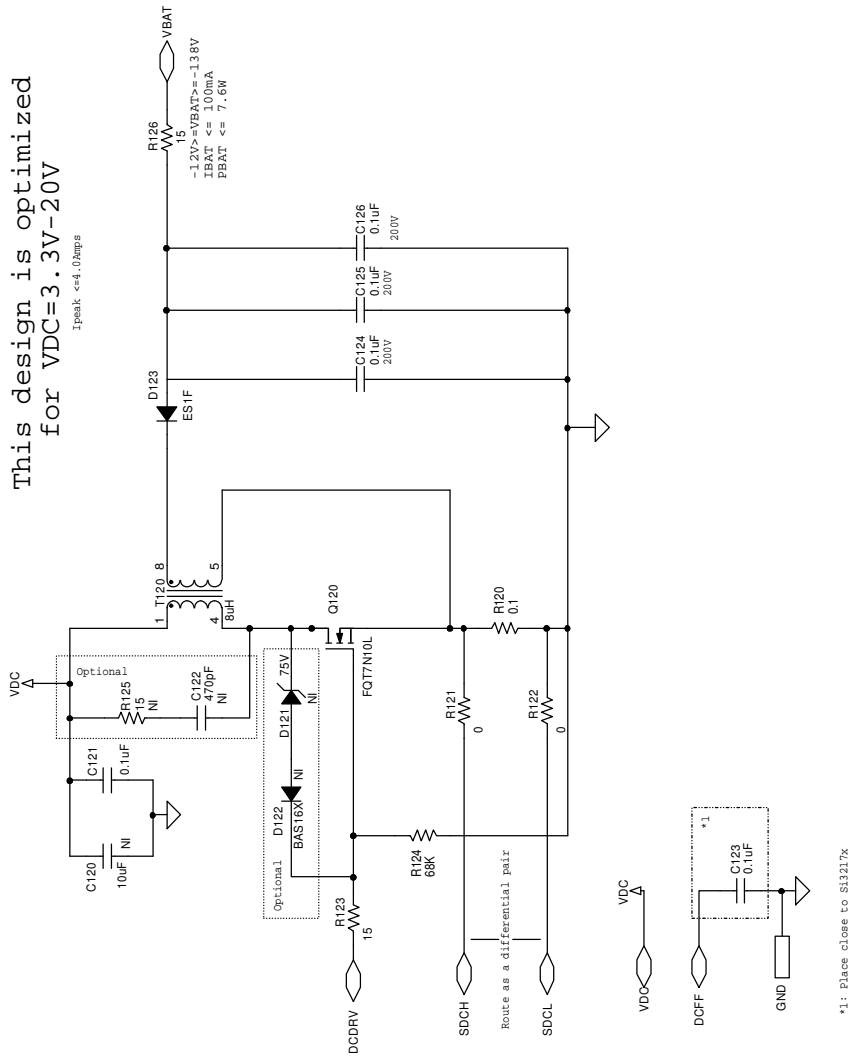 This design is optimized
for VDC=3.3V-20V
Ipeak <=4.0Amps
VBAT
R126
15
-12V>=VBAT>=-138V
IBAT <= 100mA
PBAT <= 7.6W
D123
ES1F
C124
0.1uF
200V
C125
0.1uF
200V
C126
0.1uF
200V
VDC
T120
1
8
4
5
8uH
Optional
R125
15
NI
C122
470pF
NI
C121
0.1uF
C120
10uF
NI
Optional
D122
BAS16X
NI
D121
75V
NI
Q120
FQT7N10L
R123
15
DCDRV
R124
68K
R120
0.1
R121
0
R122
0
SDCH
Route as a differential pair
SDCL
VDC
VDC
DCFF
*1
C123
0.1uF
GND
*1: Place close to Si3217x